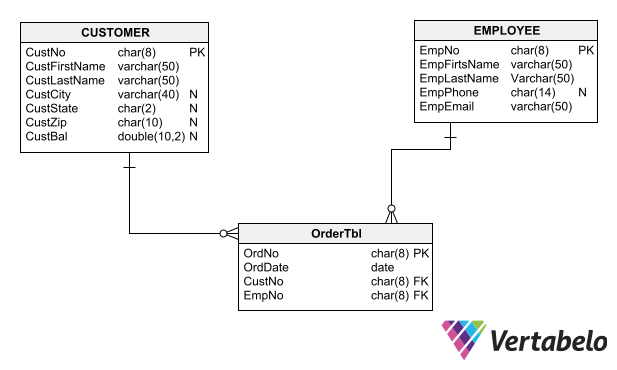 CUSTOMER
CustNo char(8) PK
CustFirstName varchar(50)
CustLastName varchar(50)
CustCity varchar(40) N
CustState char(2) N
CustZip char(10) N
CustBal double(10,2) N
EMPLOYEE
EmpNo char(8) PK
EmpFirtsName varchar(50)
EmpLastName Varchar(50)
EmpPhone char(14) N
EmpEmail varchar(50)
OrderTbl
OrdNo char(8) PK
OrdDate date
CustNo char(8) FK
EmpNo char(8) FK
Vertabelo